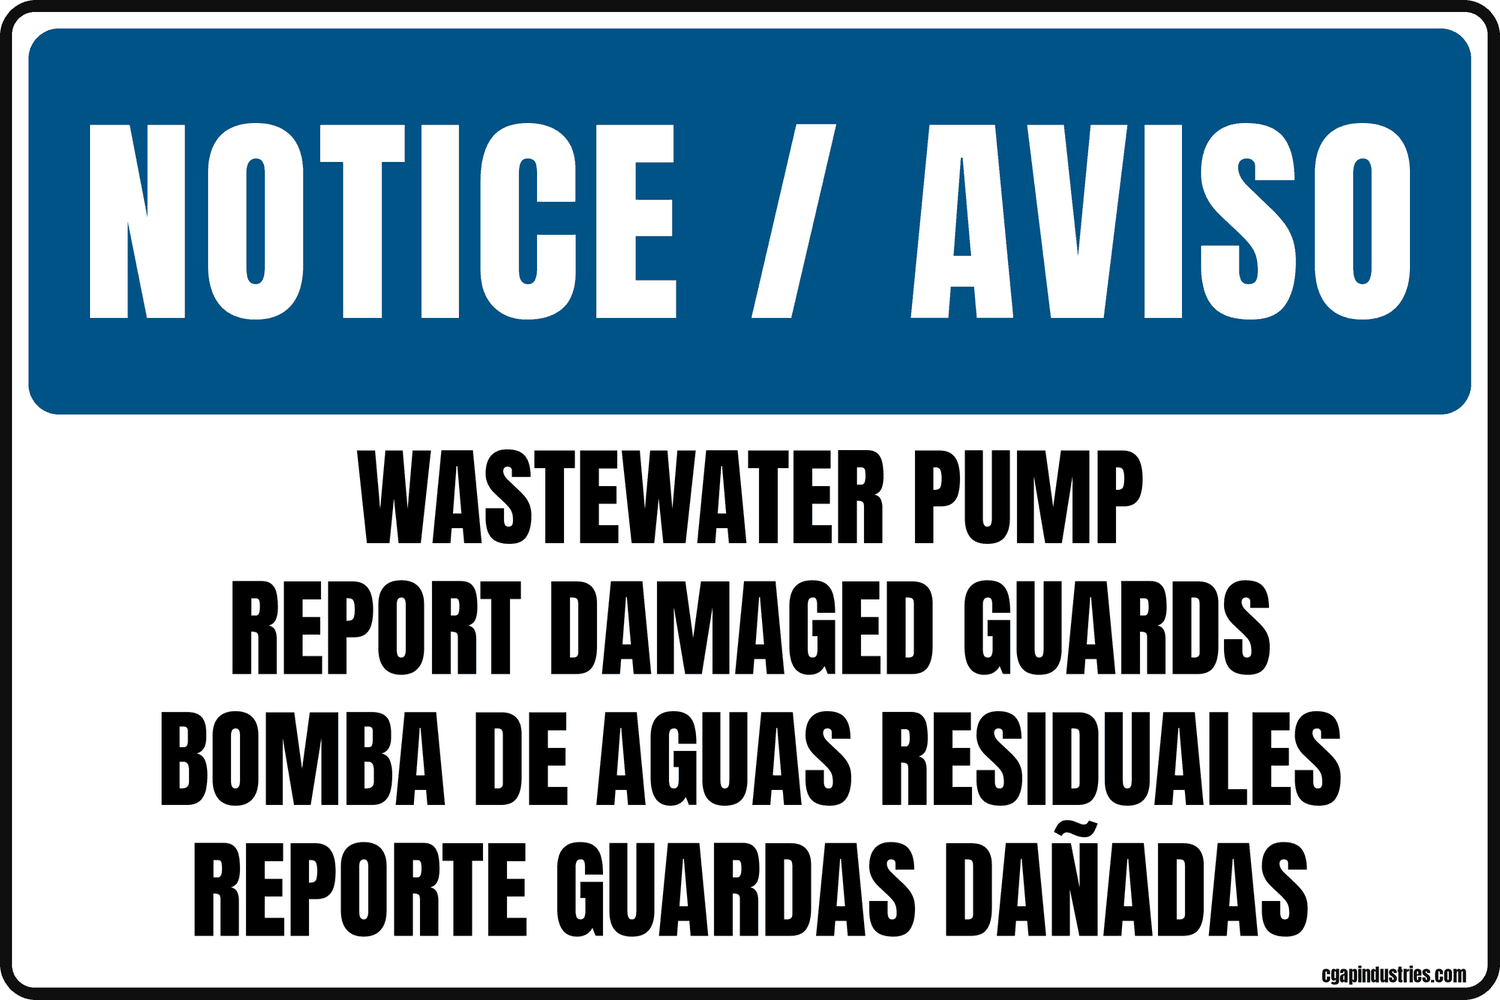 NOTICE / AVISO
WASTEWATER PUMP
REPORT DAMAGED GUARDS
BOMBA DE AGUAS RESIDUALES
REPORTE GUARDAS DAÑADAS
cgapindustries.com